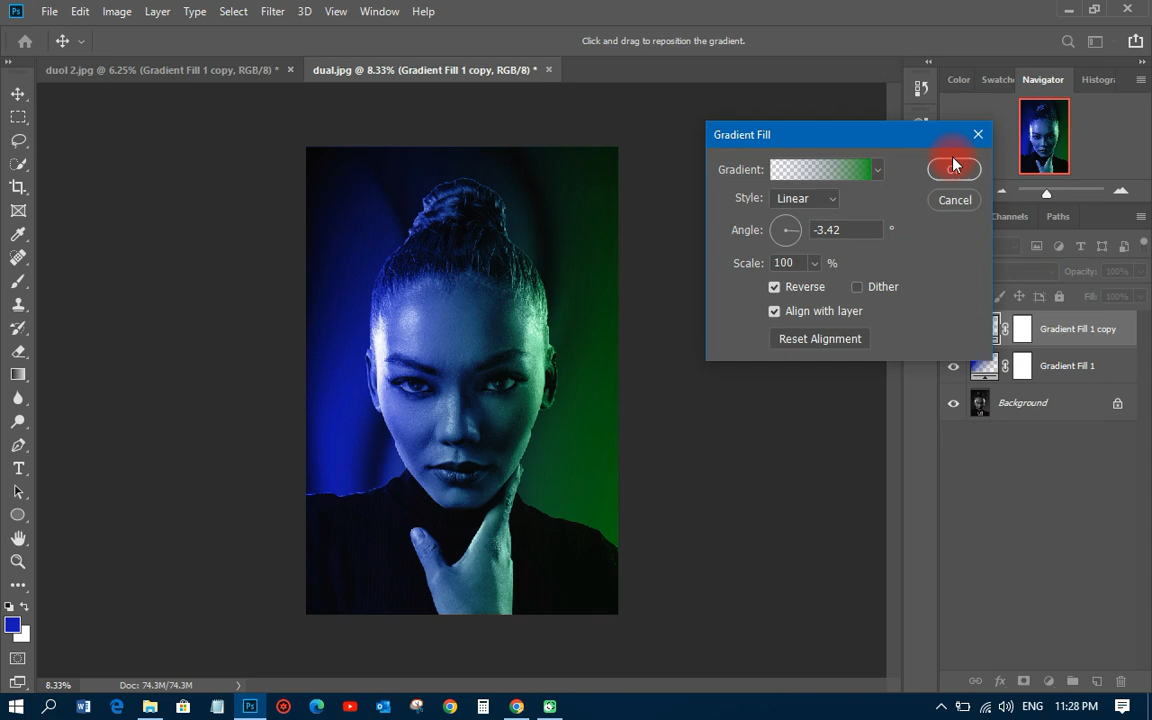 Ps File Edit Image Layer Type Select Filter 3D View Window Help
Click and drag to reposition the gradient.
duol 2.jpg @ 6.25% (Gradient Fill 1 copy, RGB/8) * × dual.jpg @ 8.33% (Gradient Fill 1 copy, RGB/8) * ×
Color Swatche Navigator Histogra
Gradient Fill
Gradient:
Style: Linear Cancel
Channels Paths
Angle: -3.42 °
Scale: 100 %
Opacity: 100%
Reverse Dither
Fill: 100%
Align with layer
Gradient Fill 1 copy
Reset Alignment
Gradient Fill 1
Background
8.33% Doc: 74.3M/74.3M
Ps ENG 11:28 PM